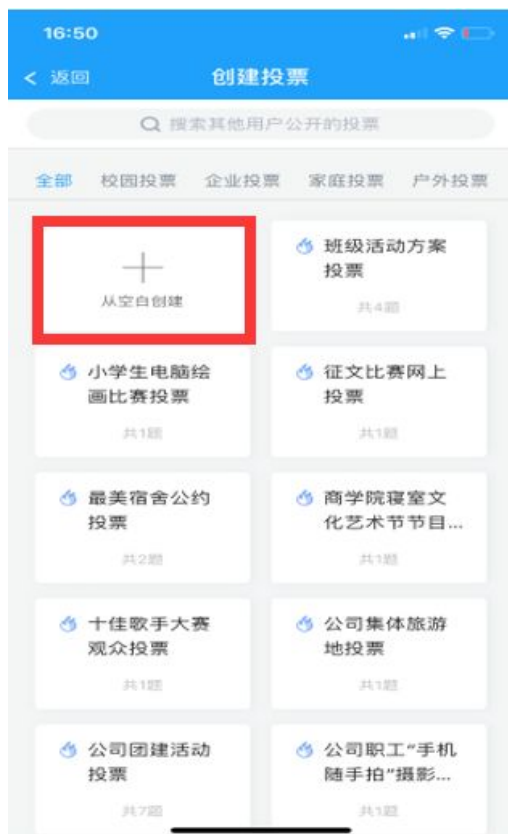 16:50
返回
创建投票
搜索其他用户公开的投票
全部 校园投票 企业投票 家庭投票 户外投票
从空白创建
班级活动方案
投票
共4题
小学生电脑绘
画比赛投票
共1题
征文比赛网上
投票
共1题
最美宿舍公约
投票
共2题
商学院寝室文
化艺术节节目...
共1题
十佳歌手大赛
观众投票
共1题
公司集体旅游
地投票
共1题
公司团建活动
投票
共7题
公司职工“手机
随手拍”摄影...
共1题